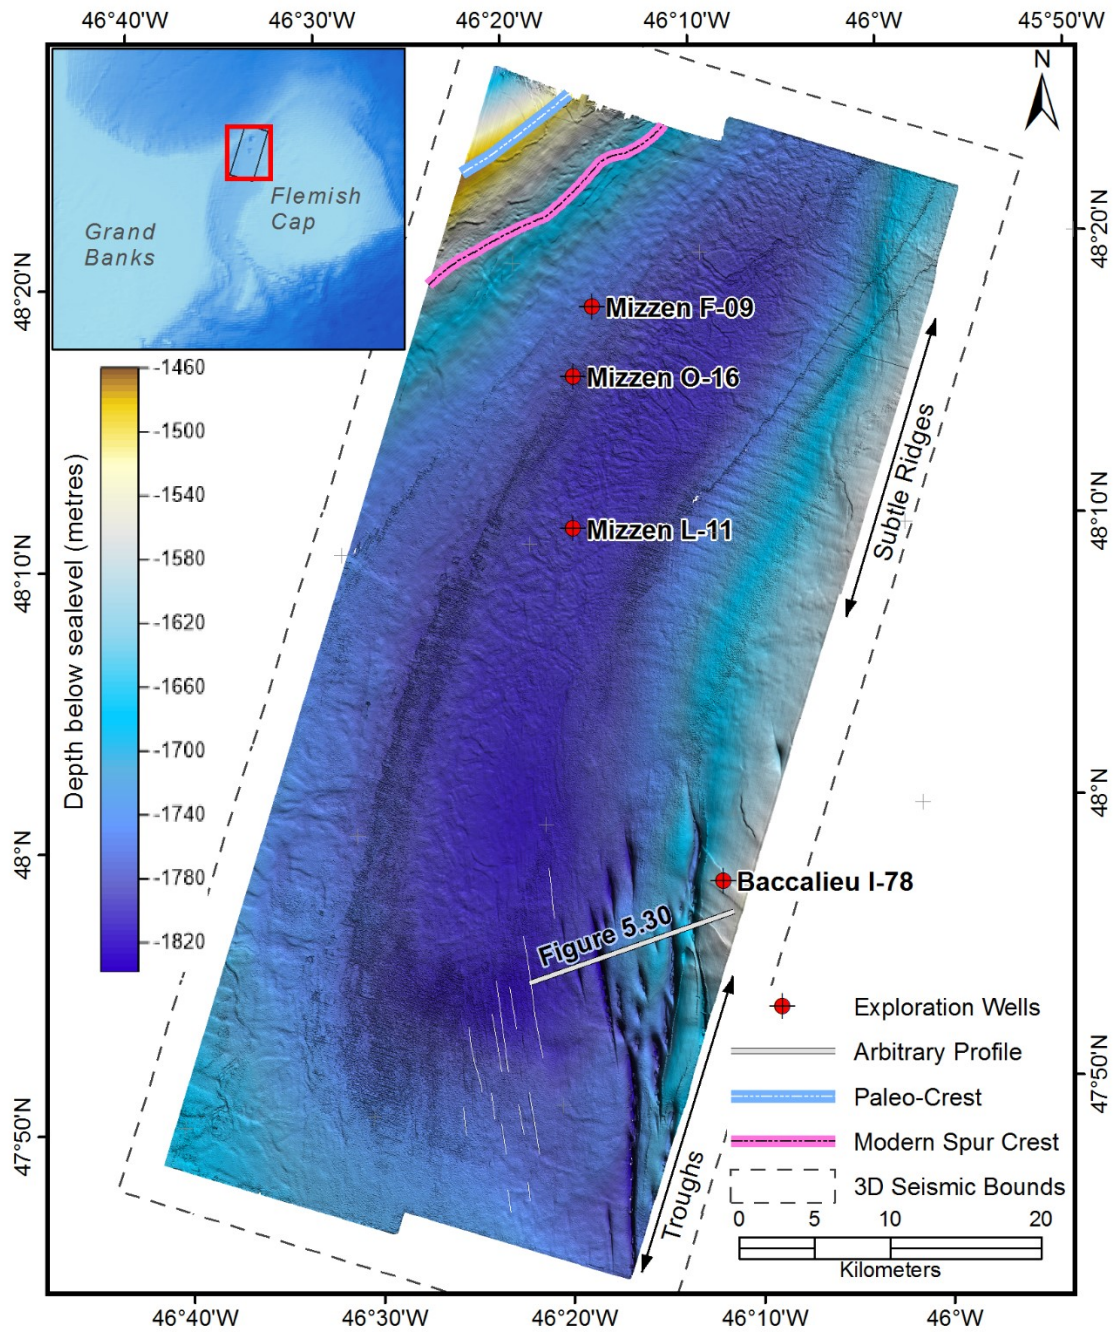 46°40'W 46°30'W 46°20'W 46°10'W 46°W 45°50'W
N
Grand
Banks
Flemish
Cap
48°20'N
48°10'N
48°N
47°50'N
48°20'N
48°10'N
48°N
47°50'N
Depth below sealevel (metres)
-1460
-1500
-1540
-1580
-1620
-1660
-1700
-1740
-1780
-1820
Mizzen F-09
Mizzen O-16
Mizzen L-11
Subtle Ridges
Baccalieu I-78
Figure 5.30
Troughs
Exploration Wells
Arbitrary Profile
Paleo-Crest
Modern Spur Crest
3D Seismic Bounds
0 5 10 20
Kilometers
46°40'W 46°30'W 46°20'W 46°10'W 46°W